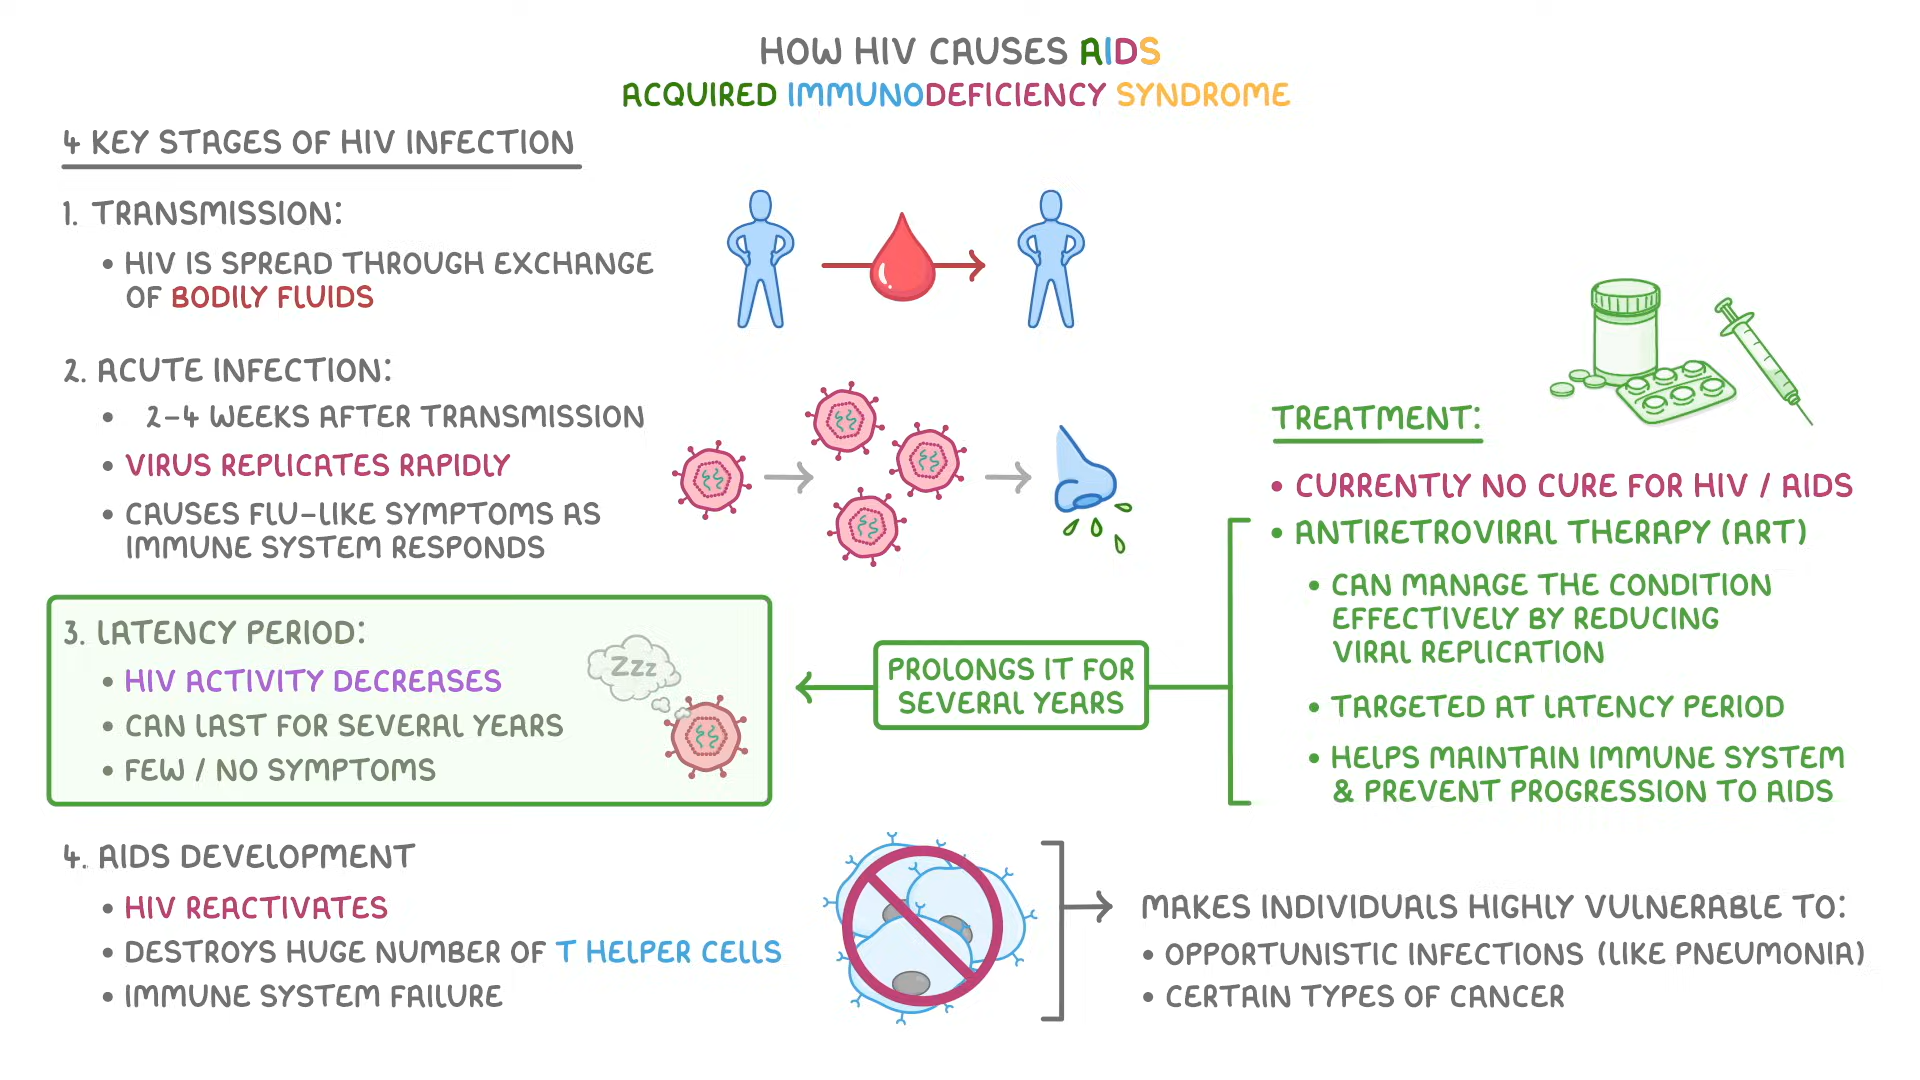 HOW HIV CAUSES AIDS
ACQUIRED IMMUNODEFICIENCY SYNDROME
4 KEY STAGES OF HIV INFECTION
1. TRANSMISSION:
• HIV IS SPREAD THROUGH EXCHANGE
OF BODILY FLUIDS
2. ACUTE INFECTION:
• 2-4 WEEKS AFTER TRANSMISSION
• VIRUS REPLICATES RAPIDLY
• CAUSES FLU-LIKE SYMPTOMS AS
IMMUNE SYSTEM RESPONDS
3. LATENCY PERIOD:
• HIV ACTIVITY DECREASES
• CAN LAST FOR SEVERAL YEARS
• FEW / NO SYMPTOMS
Zzz
PROLONGS IT FOR
SEVERAL YEARS
TREATMENT:
• CURRENTLY NO CURE FOR HIV / AIDS
• ANTIRETROVIRAL THERAPY (ART)
• CAN MANAGE THE CONDITION
EFFECTIVELY BY REDUCING
VIRAL REPLICATION
• TARGETED AT LATENCY PERIOD
• HELPS MAINTAIN IMMUNE SYSTEM
& PREVENT PROGRESSION TO AIDS
4. AIDS DEVELOPMENT
• HIV REACTIVATES
• DESTROYS HUGE NUMBER OF T HELPER CELLS
• IMMUNE SYSTEM FAILURE
MAKES INDIVIDUALS HIGHLY VULNERABLE TO:
• OPPORTUNISTIC INFECTIONS (LIKE PNEUMONIA)
• CERTAIN TYPES OF CANCER